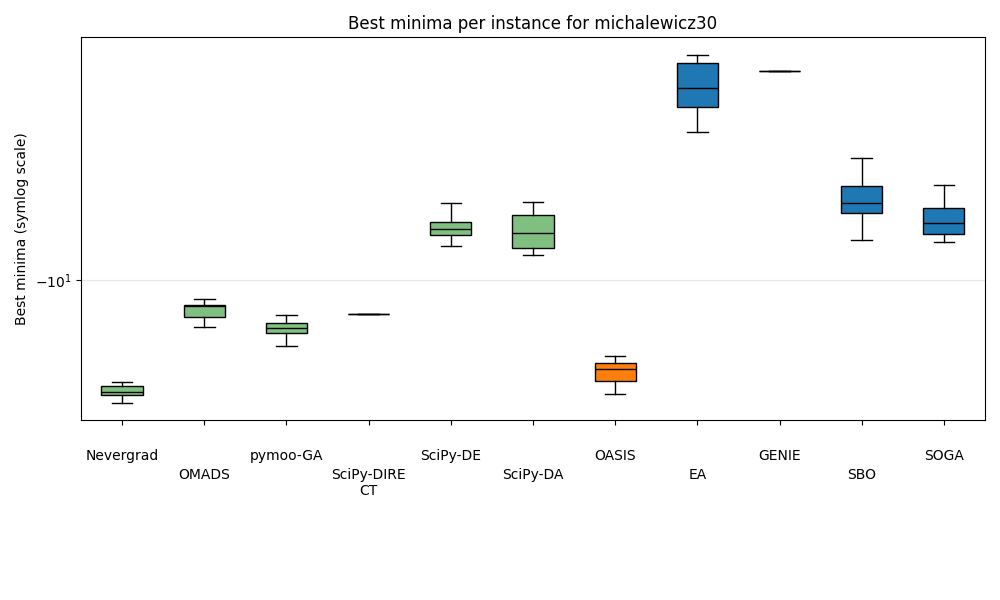 Best minima per instance for michalewicz30
Best minima (symlog scale)
−10¹
Nevergrad
OMADS
pymoo-GA
SciPy-DIRE
CT
SciPy-DE
SciPy-DA
OASIS
EA
GENIE
SBO
SOGA